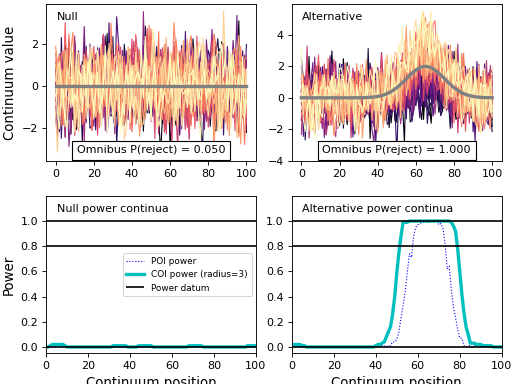 Null
Alternative
Continuum value
2
0
−2
4
2
0
−2
−4
Omnibus P(reject) = 0.050
Omnibus P(reject) = 1.000
0 20 40 60 80 100
0 20 40 60 80 100
Null power continua
Alternative power continua
Power
1.0
0.8
0.6
0.4
0.2
0.0
1.0
0.8
0.6
0.4
0.2
0.0
POI power
COI power (radius=3)
Power datum
0 20 40 60 80 100
0 20 40 60 80 100
Continuum position
Continuum position